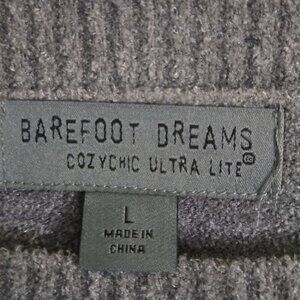 BAREFOOT DREAMS
COZYCHIC ULTRA LITE®
L
MADE IN
CHINA